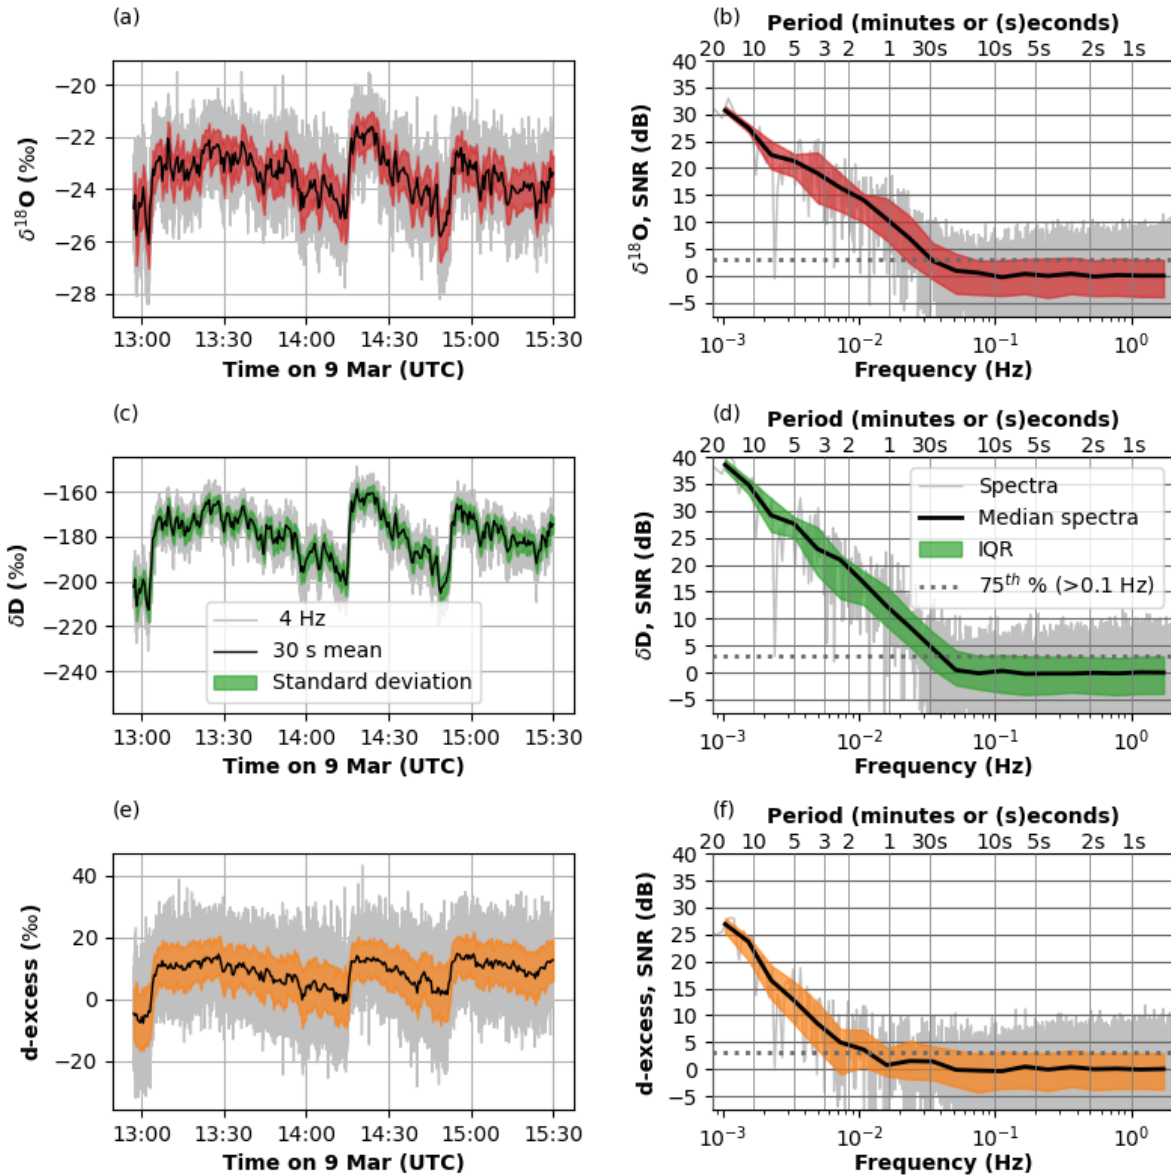 (a)
−20
−22
−24
−26
−28
δ¹⁸O (‰)
13:00 13:30 14:00 14:30 15:00 15:30
Time on 9 Mar (UTC)
(b)
Period (minutes or (s)econds)
20 10 5 3 2 1 30s 10s 5s 2s 1s
40
35
30
25
20
15
10
5
0
−5
δ¹⁸O, SNR (dB)
10⁻³ 10⁻² 10⁻¹ 10⁰
Frequency (Hz)
(c)
−160
−180
−200
−220
−240
δD (‰)
4 Hz
30 s mean
Standard deviation
13:00 13:30 14:00 14:30 15:00 15:30
Time on 9 Mar (UTC)
(d)
Period (minutes or (s)econds)
20 10 5 3 2 1 30s 10s 5s 2s 1s
40
35
30
25
20
15
10
5
0
−5
δD, SNR (dB)
Spectra
Median spectra
IQR
75ᵗʰ % (>0.1 Hz)
10⁻³ 10⁻² 10⁻¹ 10⁰
Frequency (Hz)
(e)
40
20
0
−20
d-excess (‰)
13:00 13:30 14:00 14:30 15:00 15:30
Time on 9 Mar (UTC)
(f)
Period (minutes or (s)econds)
20 10 5 3 2 1 30s 10s 5s 2s 1s
40
35
30
25
20
15
10
5
0
−5
d-excess, SNR (dB)
10⁻³ 10⁻² 10⁻¹ 10⁰
Frequency (Hz)